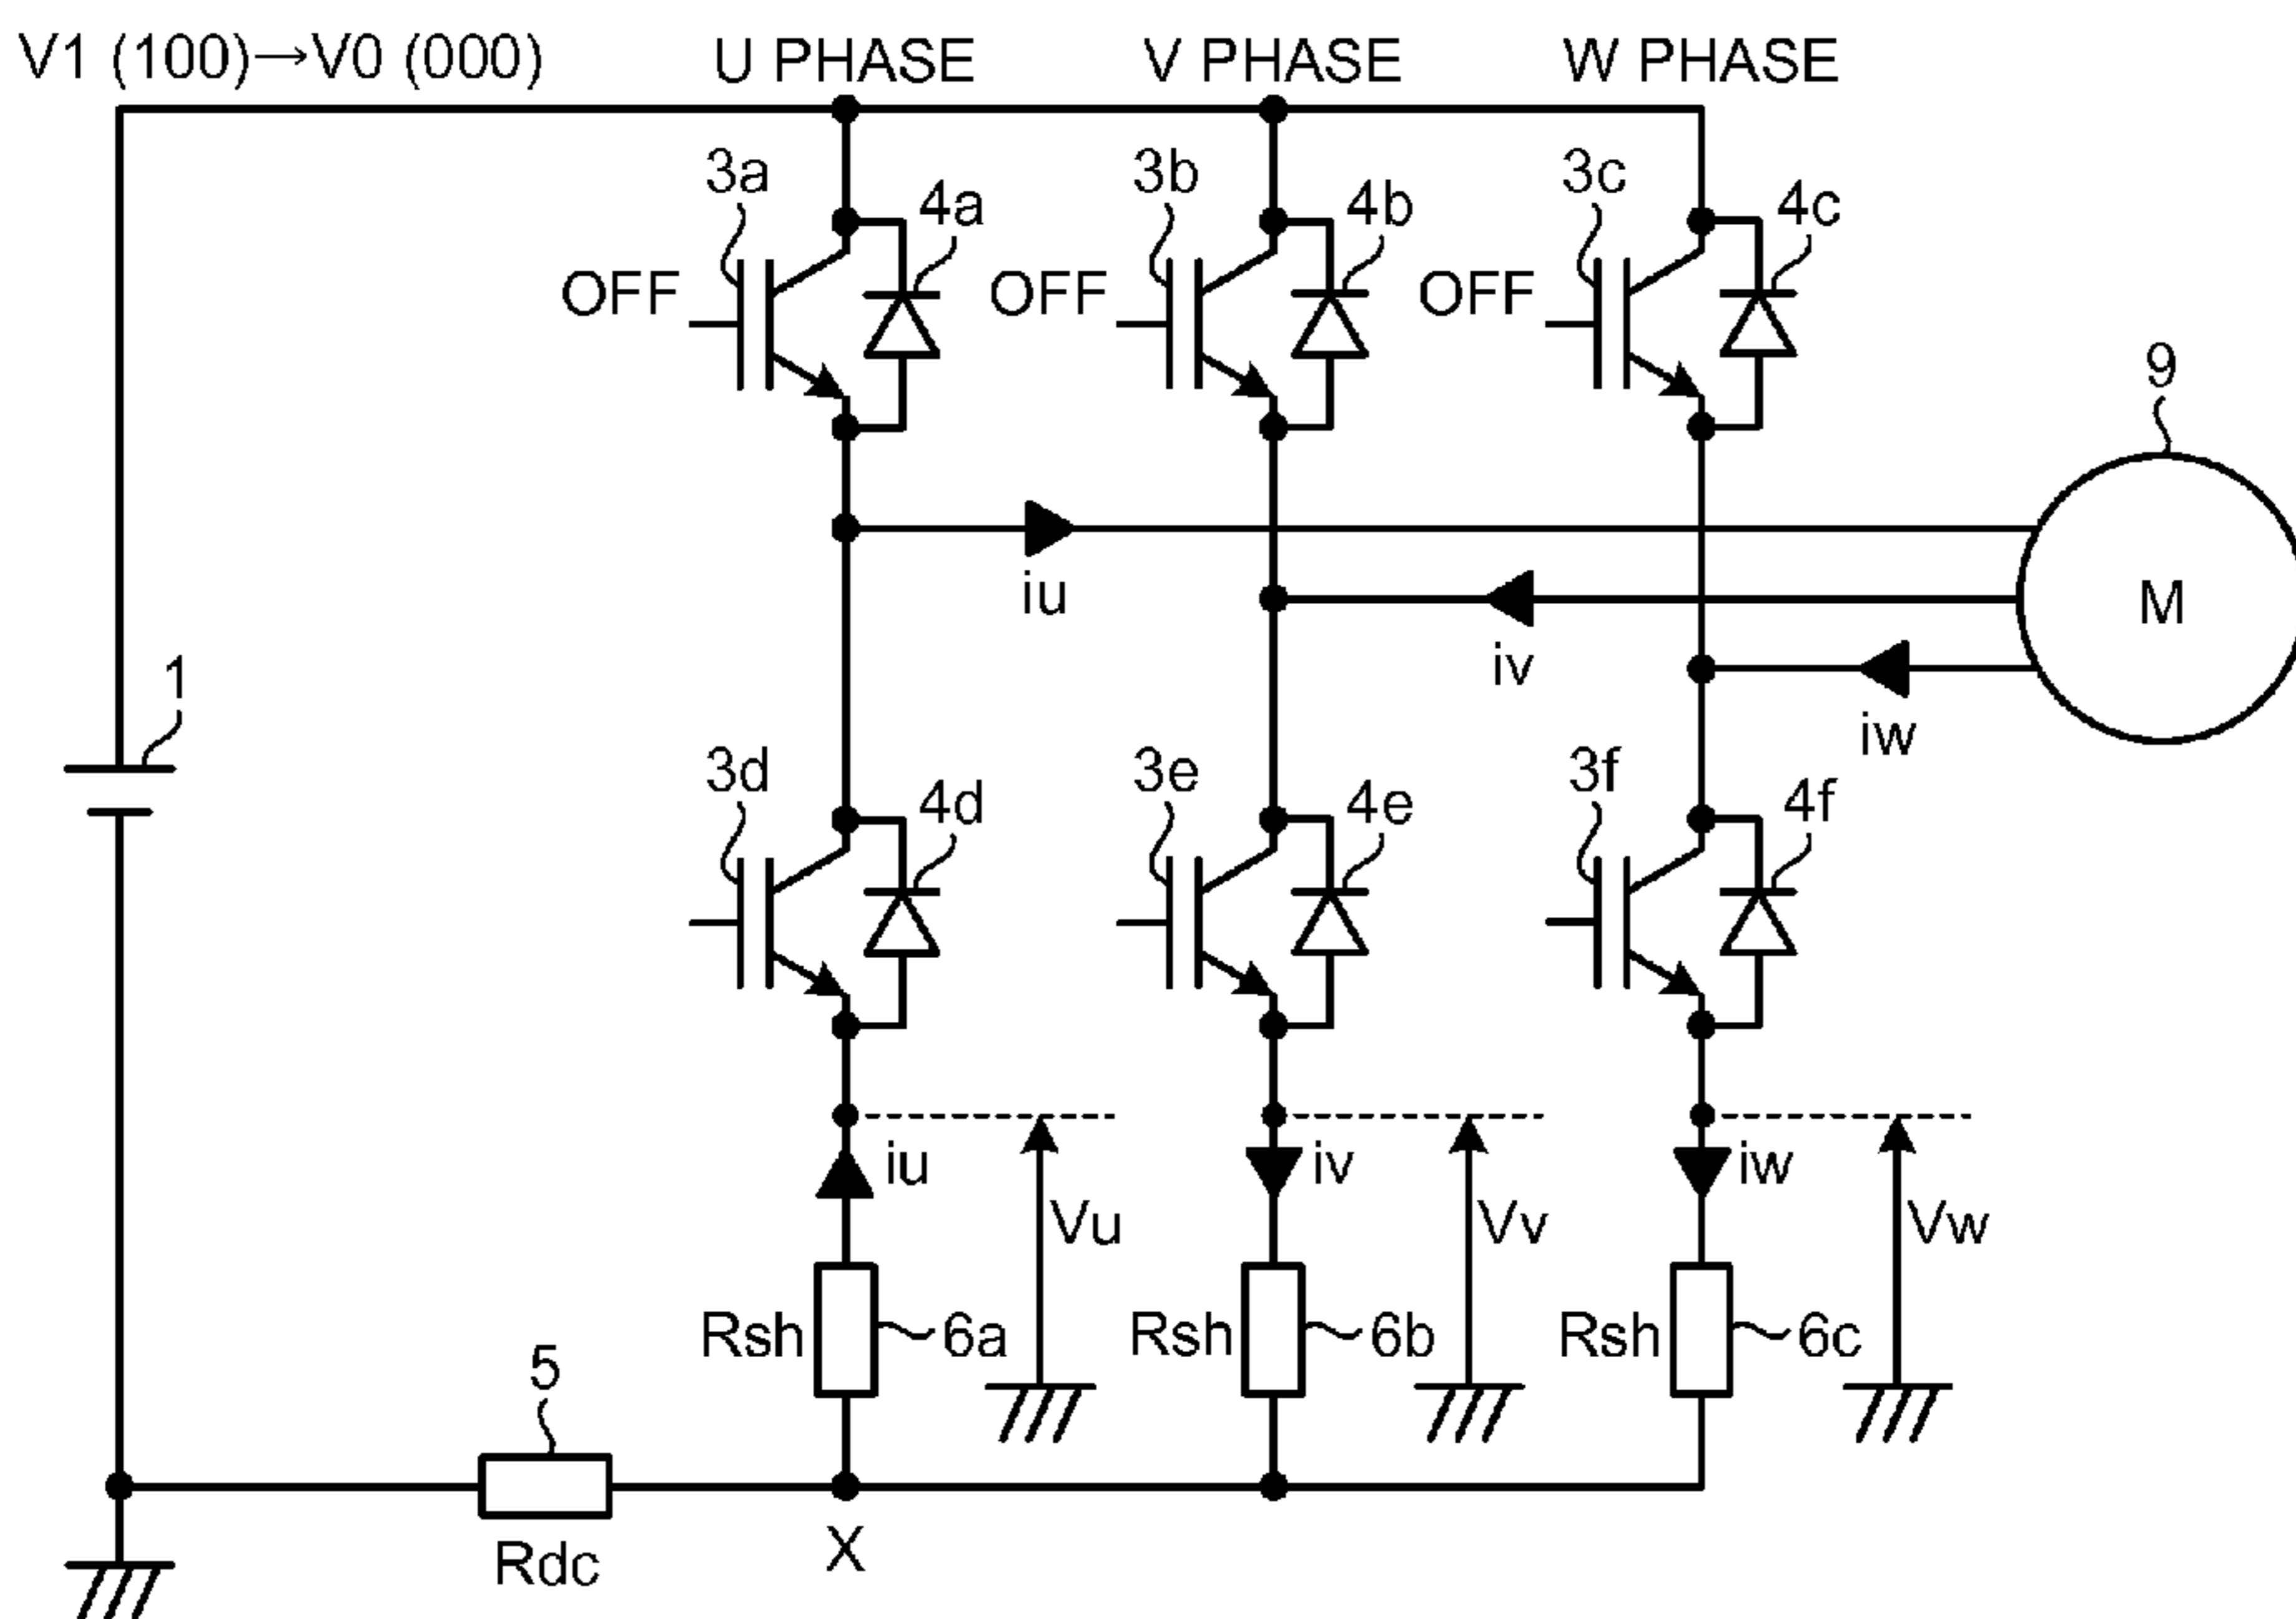 V1 (100)→V0 (000)
U PHASE
V PHASE
W PHASE
3a
4a
3b
4b
3c
4c
OFF
OFF
OFF
9
M
iu
iv
iw
1
3d
4d
3e
4e
3f
4f
iu
iv
iw
Vu
Vv
Vw
Rsh
6a
Rsh
6b
Rsh
6c
5
Rdc
X